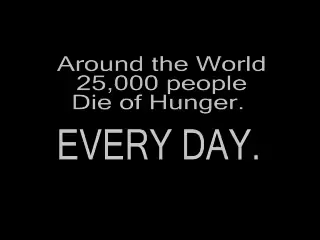 Around the World
25,000 people
Die of Hunger.
EVERY DAY.